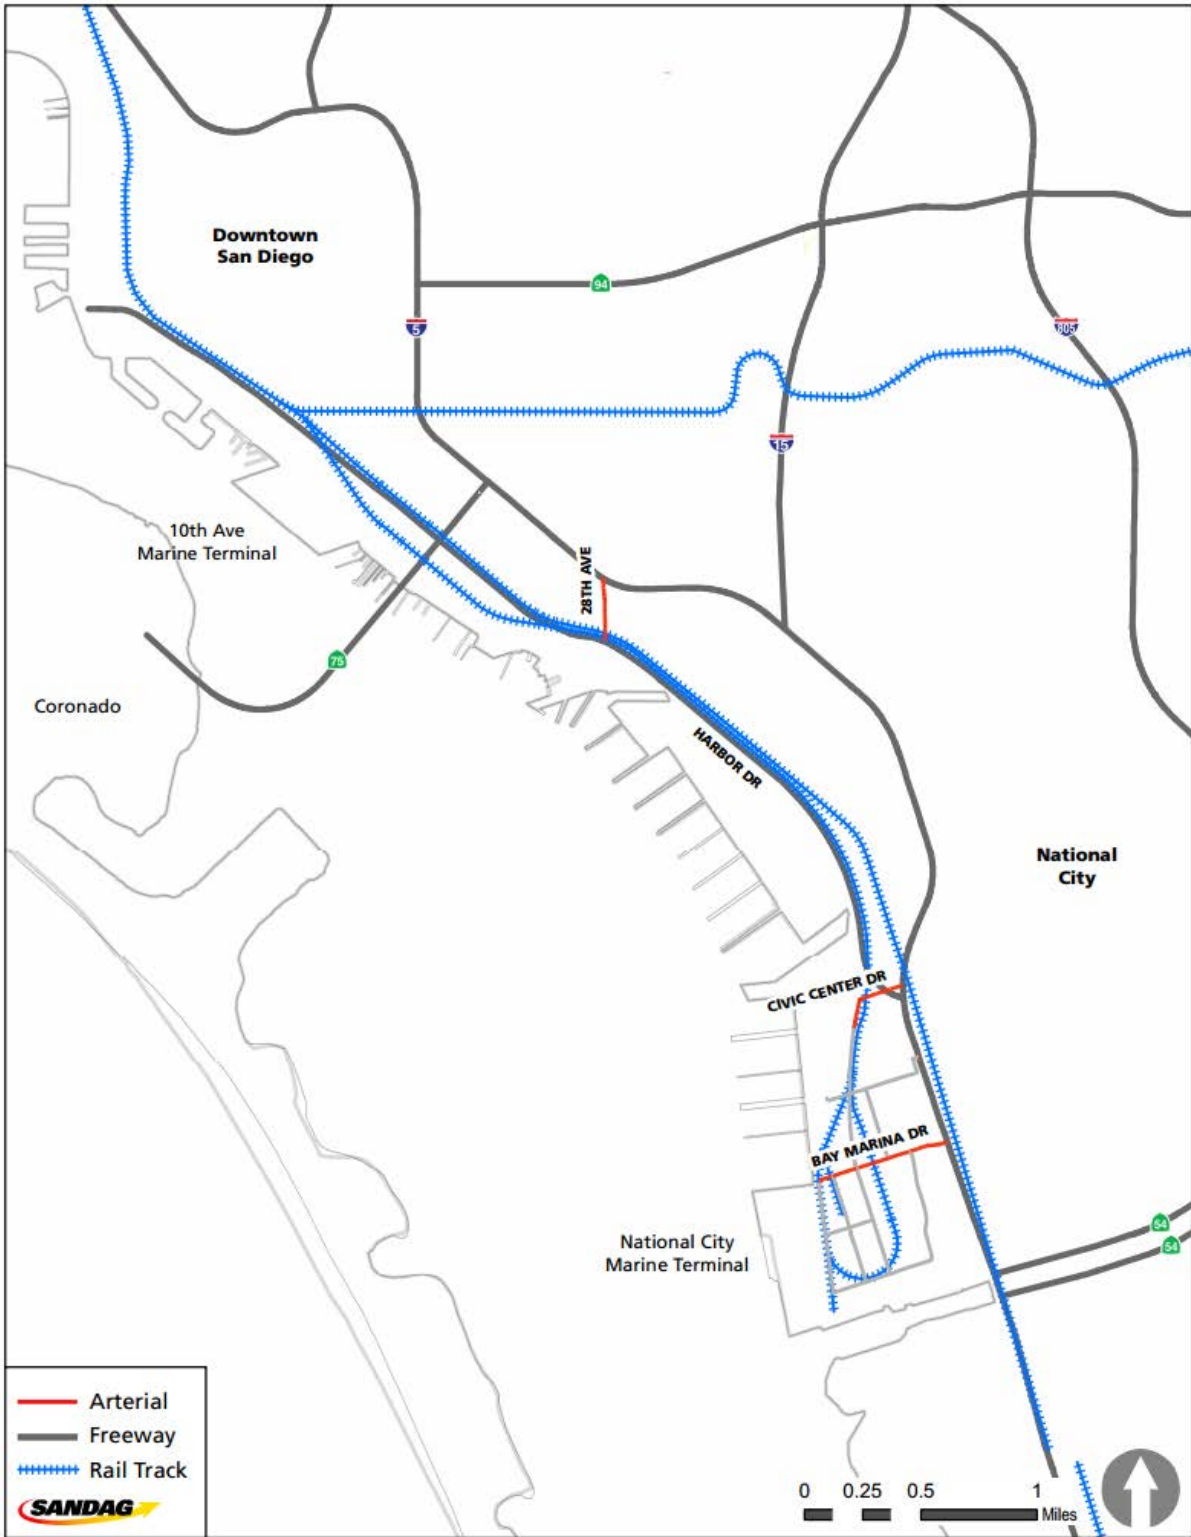 Downtown
San Diego
94
5
805
15
10th Ave
Marine Terminal
28TH AVE
75
Coronado
HARBOR DR
National
City
CIVIC CENTER DR
BAY MARINA DR
54
54
National City
Marine Terminal
Arterial
Freeway
Rail Track
SANDAG
0 0.25 0.5 1
Miles